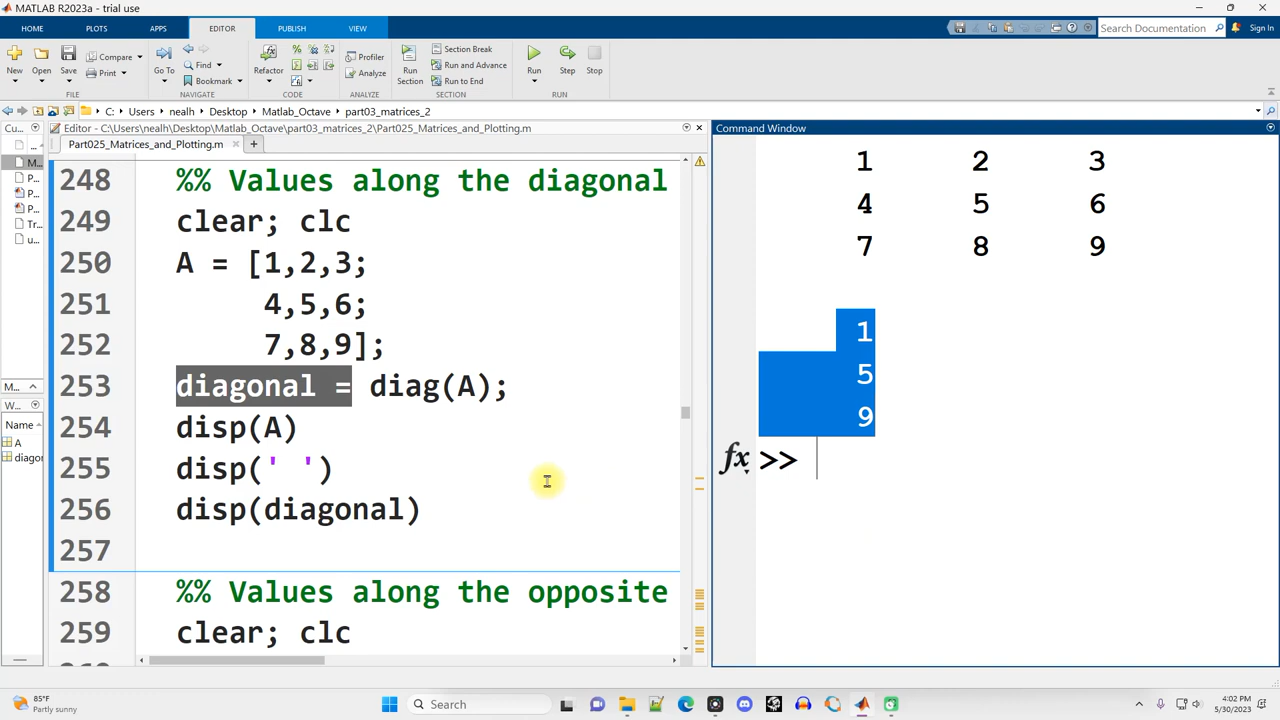 MATLAB R2023a - trial use
HOME PLOTS APPS EDITOR PUBLISH VIEW
Search Documentation Sign In
New Open Save Compare Print Go To Find Bookmark Refactor Profiler Analyze Run Section Section Break Run and Advance Run to End Run Step Stop
FILE NAVIGATE CODE ANALYZE SECTION RUN
C: Users nealh Desktop Matlab_Octave part03_matrices_2
Cu... Editor - C:\Users\nealh\Desktop\Matlab_Octave\part03_matrices_2\Part025_Matrices_and_Plotting.m Command Window
Part025_Matrices_and_Plotting.m
...
M...
P...
P...
P...
Tr...
u...
M...
W...
Name
A
diagor
248 %% Values along the diagonal
249 clear; clc
250 A = [1,2,3;
251 4,5,6;
252 7,8,9];
253 diagonal = diag(A);
254 disp(A)
255 disp(' ')
256 disp(diagonal)
257
258 %% Values along the opposite
259 clear; clc
1 2 3
4 5 6
7 8 9
1
5
9
fx >>
85°F
Partly sunny
Search
4:02 PM
5/30/2023